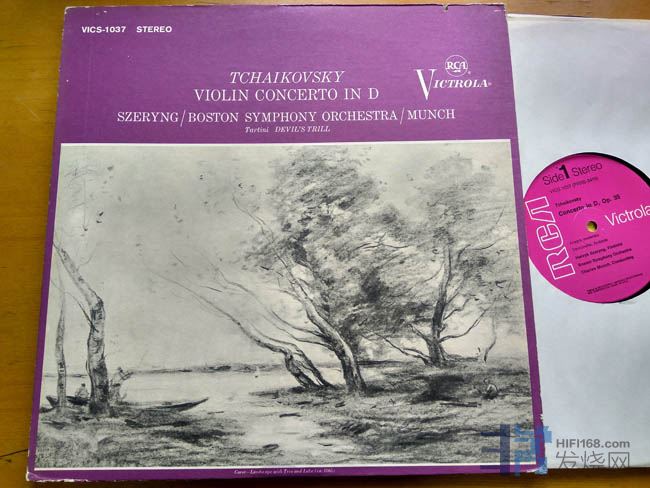 VICS-1037 STEREO
RCA
VICTROLA
TCHAIKOVSKY
VIOLIN CONCERTO IN D
SZERYNG/BOSTON SYMPHONY ORCHESTRA/MUNCH
Tartini DEVIL'S TRILL
Side 1 Stereo
Tchaikovsky
Concerto in D, Op. 35
RCA
Victrola
Henryk Szeryng, Violinist
Boston Symphony Orchestra
Charles Munch, Conducting
HIFI168.com
发烧网